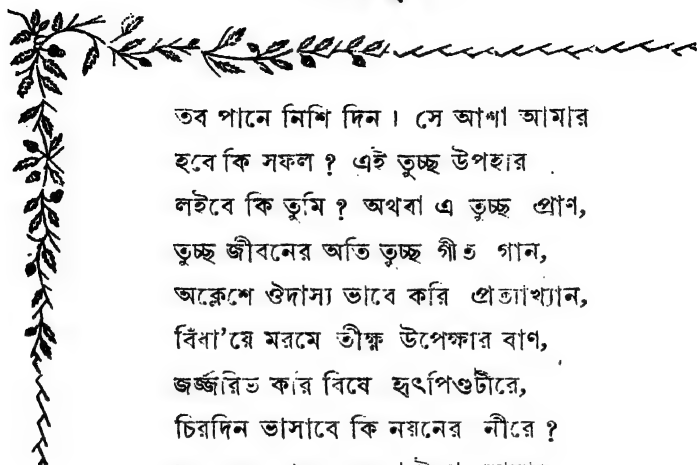 তব পানে নিশি দিন। সে আশা আমার
হবে কি সফল ? এই তুচ্ছ উপহার
লইবে কি তুমি ? অথবা এ তুচ্ছ প্রাণ,
তুচ্ছ জীবনের অতি তুচ্ছ গীত গান,
অক্লেশে ঔদাস্য ভাবে করি প্রত্যাখ্যান,
বিঁধা'য়ে মরমে তীক্ষ্ণ উপেক্ষার বাণ,
জর্জ্জরিত করি বিষে হৃৎপিণ্ডটীরে,
চিরদিন ভাসাবে কি নয়নের নীরে ?